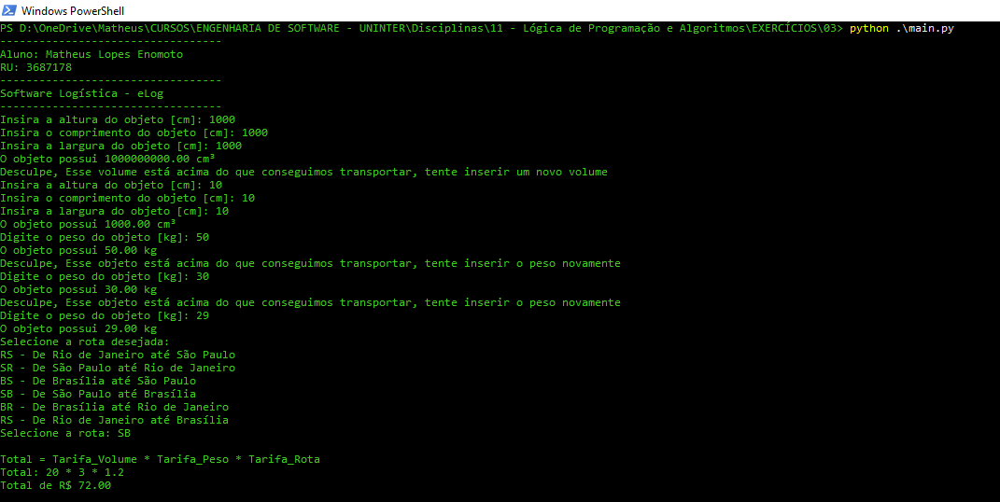 Windows PowerShell
PS D:\OneDrive\Matheus\CURSOS\ENGENHARIA DE SOFTWARE - UNINTER\Disciplinas\11 - Lógica de Programação e Algoritmos\EXERCÍCIOS\03> python .\main.py
----------------------------------
Aluno: Matheus Lopes Enomoto
RU: 3687178
----------------------------------
Software Logística - eLog
----------------------------------
Insira a altura do objeto [cm]: 1000
Insira o comprimento do objeto [cm]: 1000
Insira a largura do objeto [cm]: 1000
O objeto possui 1000000000.00 cm³
Desculpe, Esse volume está acima do que conseguimos transportar, tente inserir um novo volume
Insira a altura do objeto [cm]: 10
Insira o comprimento do objeto [cm]: 10
Insira a largura do objeto [cm]: 10
O objeto possui 1000.00 cm³
Digite o peso do objeto [kg]: 50
O objeto possui 50.00 kg
Desculpe, Esse objeto está acima do que conseguimos transportar, tente inserir o peso novamente
Digite o peso do objeto [kg]: 30
O objeto possui 30.00 kg
Desculpe, Esse objeto está acima do que conseguimos transportar, tente inserir o peso novamente
Digite o peso do objeto [kg]: 29
O objeto possui 29.00 kg
Selecione a rota desejada:
RS - De Rio de Janeiro até São Paulo
SR - De São Paulo até Rio de Janeiro
BS - De Brasília até São Paulo
SB - De São Paulo até Brasília
BR - De Brasília até Rio de Janeiro
RS - De Rio de Janeiro até Brasília
Selecione a rota: SB
Total = Tarifa_Volume * Tarifa_Peso * Tarifa_Rota
Total: 20 * 3 * 1.2
Total de R$ 72.00